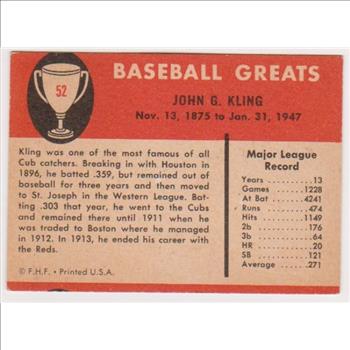 52
BASEBALL GREATS
JOHN G. KLING
Nov. 13, 1875 to Jan. 31, 1947
Kling was one of the most famous of all
Cub catchers. Breaking in with Houston in
1896, he batted .359, but remained out of
baseball for three years and then moved
to St. Joseph in the Western League. Bat-
ting .303 that year, he went to the Cubs
and remained there until 1911 when he
was traded to Boston where he managed
in 1912. In 1913, he ended his career with
the Reds.
© F.H.F. • Printed U.S.A.
Major League
Record
Years ........... 13
Games ........ 1228
At Bat ........ 4241
Runs .......... 474
Hits ........... 1149
2b ............. 176
3b ............... 64
HR .............. 20
SB .............. 121
Average ...... .271